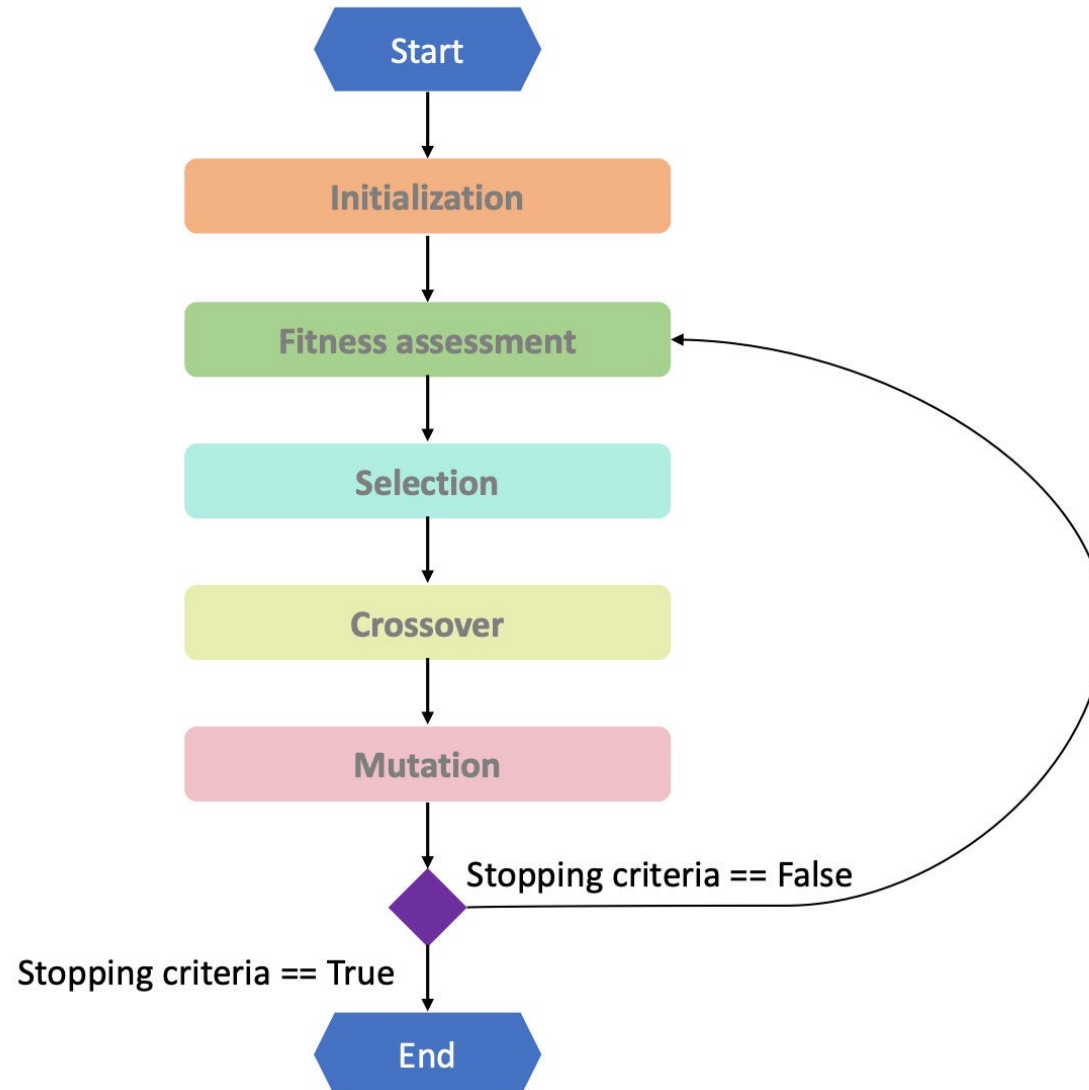 Start
Initialization
Fitness assessment
Selection
Crossover
Mutation
Stopping criteria == False
Stopping criteria == True
End